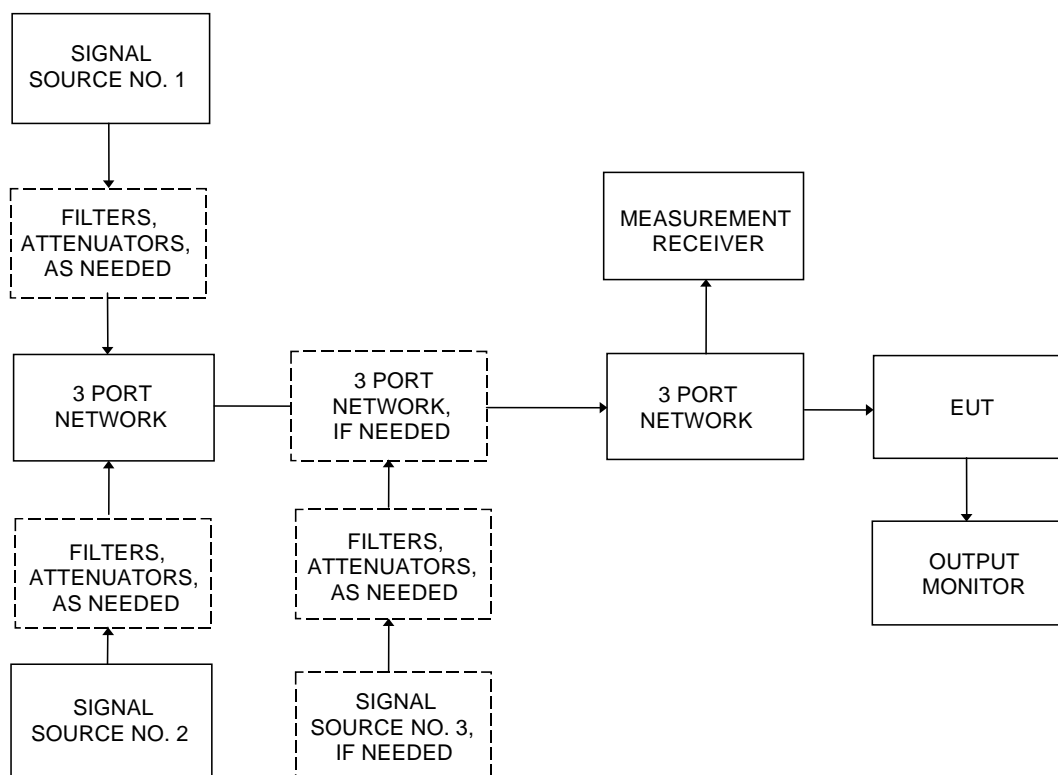 SIGNAL
SOURCE NO. 1
FILTERS,
ATTENUATORS,
AS NEEDED
MEASUREMENT
RECEIVER
3 PORT
NETWORK
3 PORT
NETWORK,
IF NEEDED
3 PORT
NETWORK
EUT
FILTERS,
ATTENUATORS,
AS NEEDED
FILTERS,
ATTENUATORS,
AS NEEDED
OUTPUT
MONITOR
SIGNAL
SOURCE NO. 2
SIGNAL
SOURCE NO. 3,
IF NEEDED